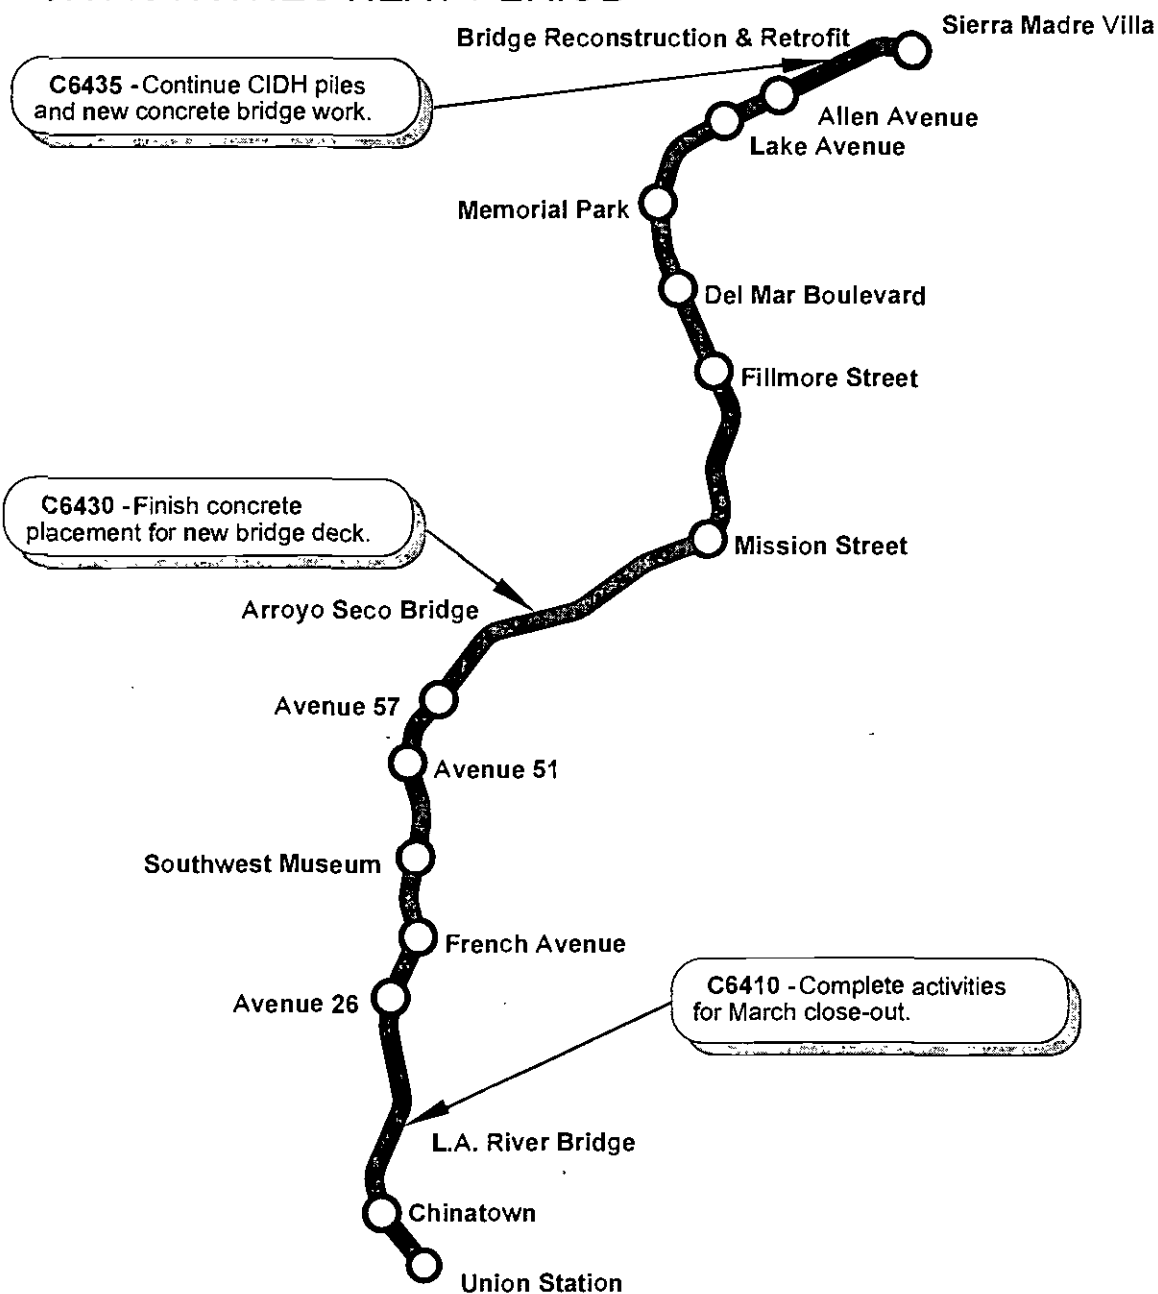 Bridge Reconstruction & Retrofit
Sierra Madre Villa
C6435 - Continue CIDH piles
and new concrete bridge work.
Allen Avenue
Lake Avenue
Memorial Park
Del Mar Boulevard
Fillmore Street
C6430 - Finish concrete
placement for new bridge deck.
Mission Street
Arroyo Seco Bridge
Avenue 57
Avenue 51
Southwest Museum
French Avenue
Avenue 26
C6410 - Complete activities
for March close-out.
L.A. River Bridge
Chinatown
Union Station